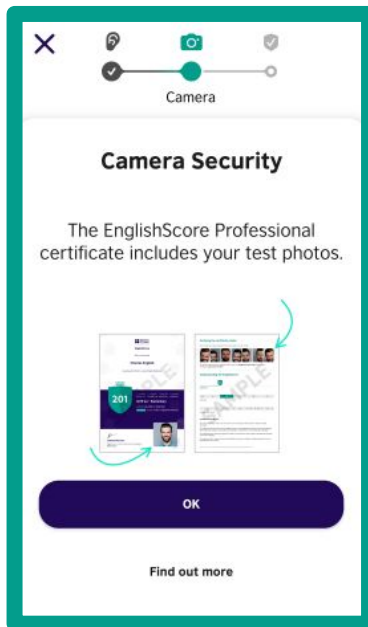 Camera
Camera Security
The EnglishScore Professional
certificate includes your test photos.
201
SAMPLE
SAMPLE
OK
Find out more